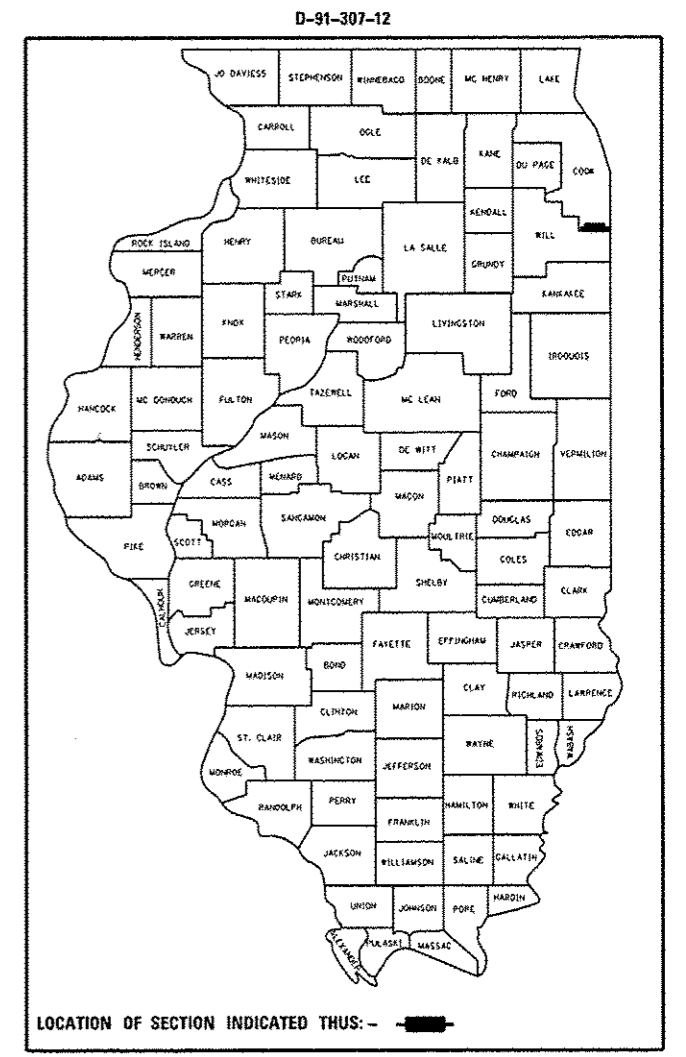 D-91-307-12
JO DAVIESS STEPHENSON WINNEBAGO BOONE MC HENRY LAKE
CARROLL OGLE DE KALB KANE DU PAGE COOK
WHITESIDE LEE
KENDALL
ROCK ISLAND HENRY BUREAU LA SALLE WILL
MERCER PUTNAM GRUNDY
STARK MARSHALL KANKAKEE
HENDERSON WARREN KNOX PEORIA WOODFORD LIVINGSTON
IROQUOIS
HANCOCK MC DONOUGH FULTON TAZEWELL MC LEAN FORD
MASON
SCHUYLER LOGAN DE WITT CHAMPAIGN VERMILION
ADAMS BROWN CASS MENARD PIATT
MACON
MORGAN SANGAMON DOUGLAS
PIKE SCOTT MOULTRIE EDGAR
CHRISTIAN COLES
GREENE SHELBY
CALHOUN MACOUPIN MONTGOMERY CUMBERLAND CLARK
JERSEY
FAYETTE EFFINGHAM JASPER CRAWFORD
MADISON BOND
CLAY RICHLAND LAWRENCE
CLINTON MARION
ST. CLAIR WAYNE EDWARDS WABASH
WASHINGTON JEFFERSON
MONROE
RANDOLPH PERRY HAMILTON WHITE
FRANKLIN
JACKSON WILLIAMSON SALINE GALLATIN
UNION JOHNSON POPE HARDIN
ALEXANDER PULASKI MASSAC
LOCATION OF SECTION INDICATED THUS: -